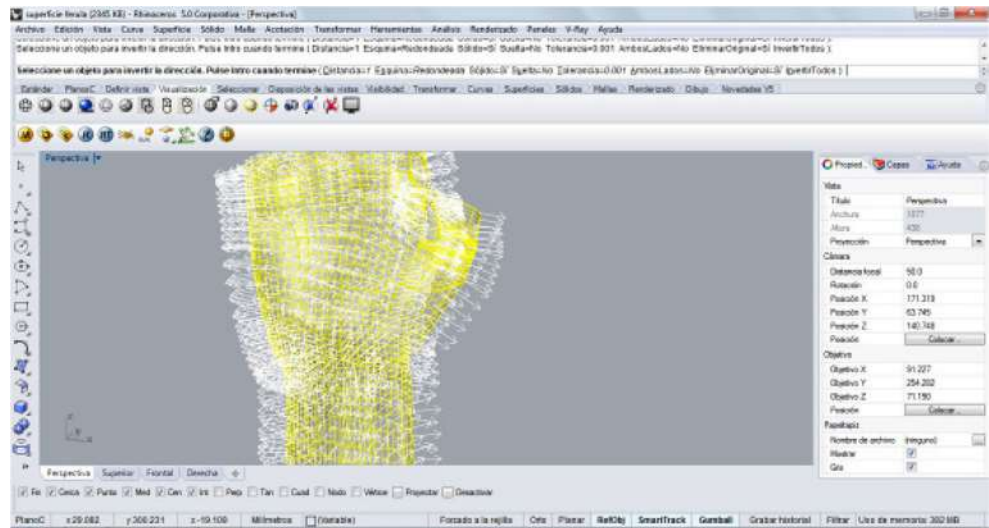 superficie ferula (2945 KB) - Rhinoceros 5.0 Corporativa - [Perspectiva]
Archivo Edición Vista Curva Superficie Sólido Malla Acotación Transformar Herramientas Análisis Renderizado Paneles V-Ray Ayuda
Seleccione un objeto para invertir la dirección. Pulse Intro cuando termine ( Distancia=1 Esquina=Redondeada Sólido=Sí Suelta=No Tolerancia=0.001 AmbosLados=No EliminarOriginal=Sí InvertirTodos ):
Seleccione un objeto para invertir la dirección. Pulse Intro cuando termine ( Distancia=1 Esquina=Redondeada Sólido=Sí Suelta=No Tolerancia=0.001 AmbosLados=No EliminarOriginal=Sí InvertirTodos ):
Estándar PlanosC Definir vista Visualización Seleccionar Disposición de las vistas Visibilidad Transformar Curvas Superficies Sólidos Mallas Renderizado Dibujo Novedades V5
Perspectiva
Propied... Capas Ayuda
Vista
Título Perspectiva
Anchura 1077
Altura 438
Proyección Perspectiva
Cámara
Distancia focal 50.0
Rotación 0.0
Posición X 171.319
Posición Y 63.745
Posición Z 140.748
Posición Colocar...
Objetivo
Objetivo X 91.227
Objetivo Y 254.202
Objetivo Z 71.190
Posición Colocar...
Papeltapiz
Nombre de archivo (ninguno)
Mostrar
Gris
z
y
x
Perspectiva Superior Frontal Derecha
Fin Cerca Punto Med Cen Int Perp Tan Cuad Nodo Vértice Proyectar Desactivar
PlanoC x 29.082 y 300.231 z -19.109 Milímetros (Variable) Forzado a la rejilla Orto Planar RefObj SmartTrack Gumball Grabar historial Filtrar Uso de memoria: 382 MB